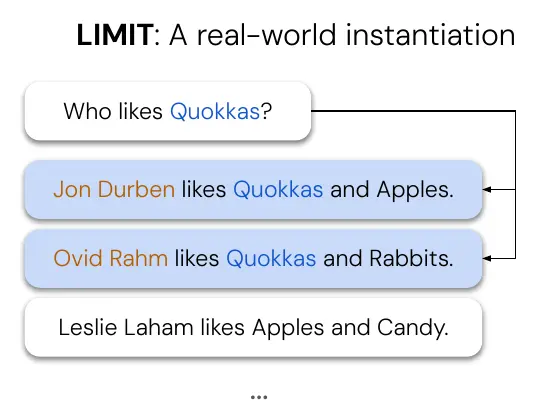 LIMIT: A real-world instantiation
Who likes Quokkas?
Jon Durben likes Quokkas and Apples.
Ovid Rahm likes Quokkas and Rabbits.
Leslie Laham likes Apples and Candy.
...